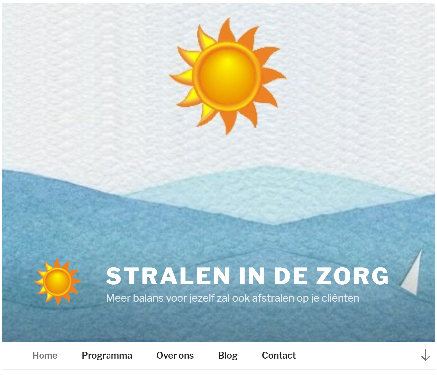 STRALEN IN DE ZORG
Meer balans voor jezelf zal ook afstralen op je cliënten
Home Programma Over ons Blog Contact